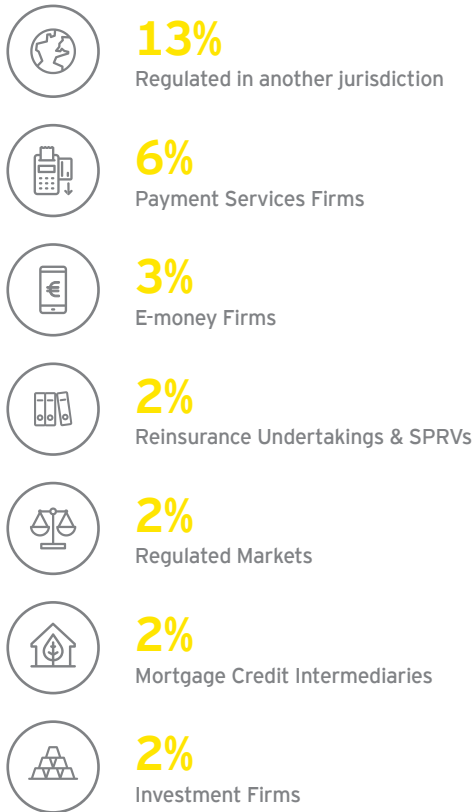 13%
Regulated in another jurisdiction
6%
Payment Services Firms
€
3%
E-money Firms
2%
Reinsurance Undertakings & SPRVs
2%
Regulated Markets
2%
Mortgage Credit Intermediaries
2%
Investment Firms